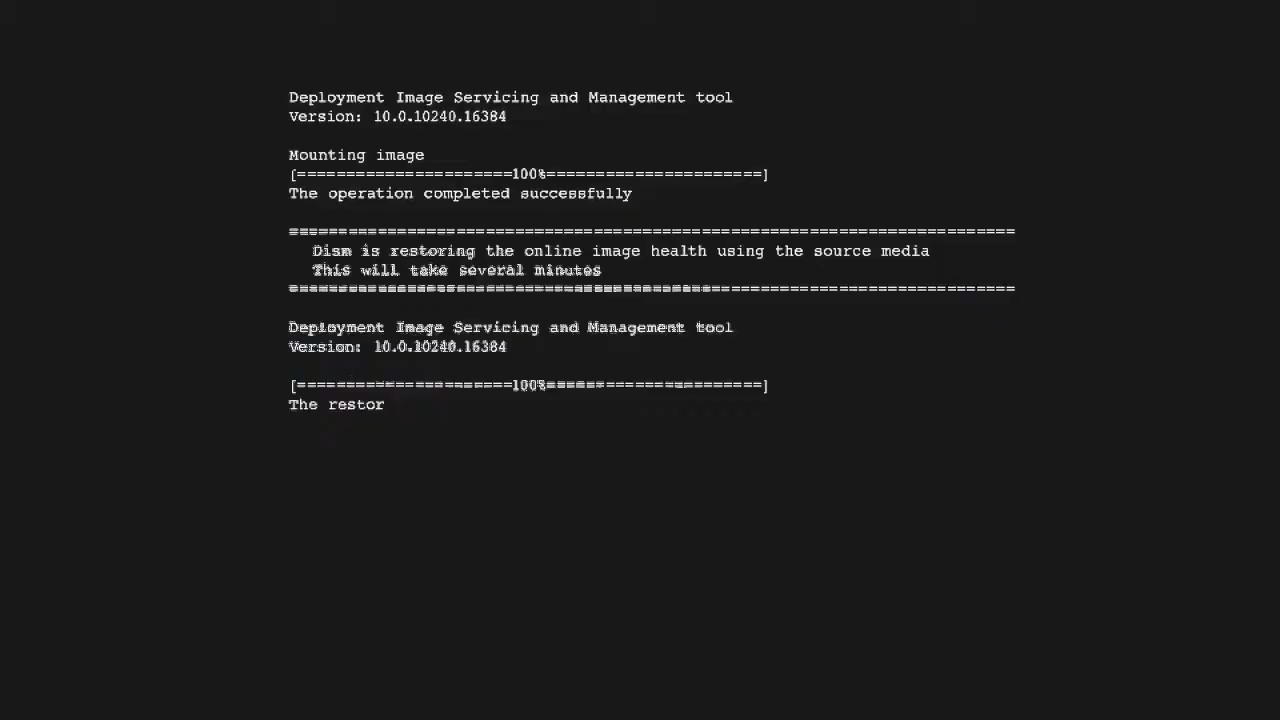 Deployment Image Servicing and Management tool
Version: 10.0.10240.16384
Mounting image
[======================100%======================]
The operation completed successfully
===========================================================================
Dism is restoring the online image health using the source media
This will take several minutes
===========================================================================
Deployment Image Servicing and Management tool
Version: 10.0.10240.16384
[======================100%======================]
The restor